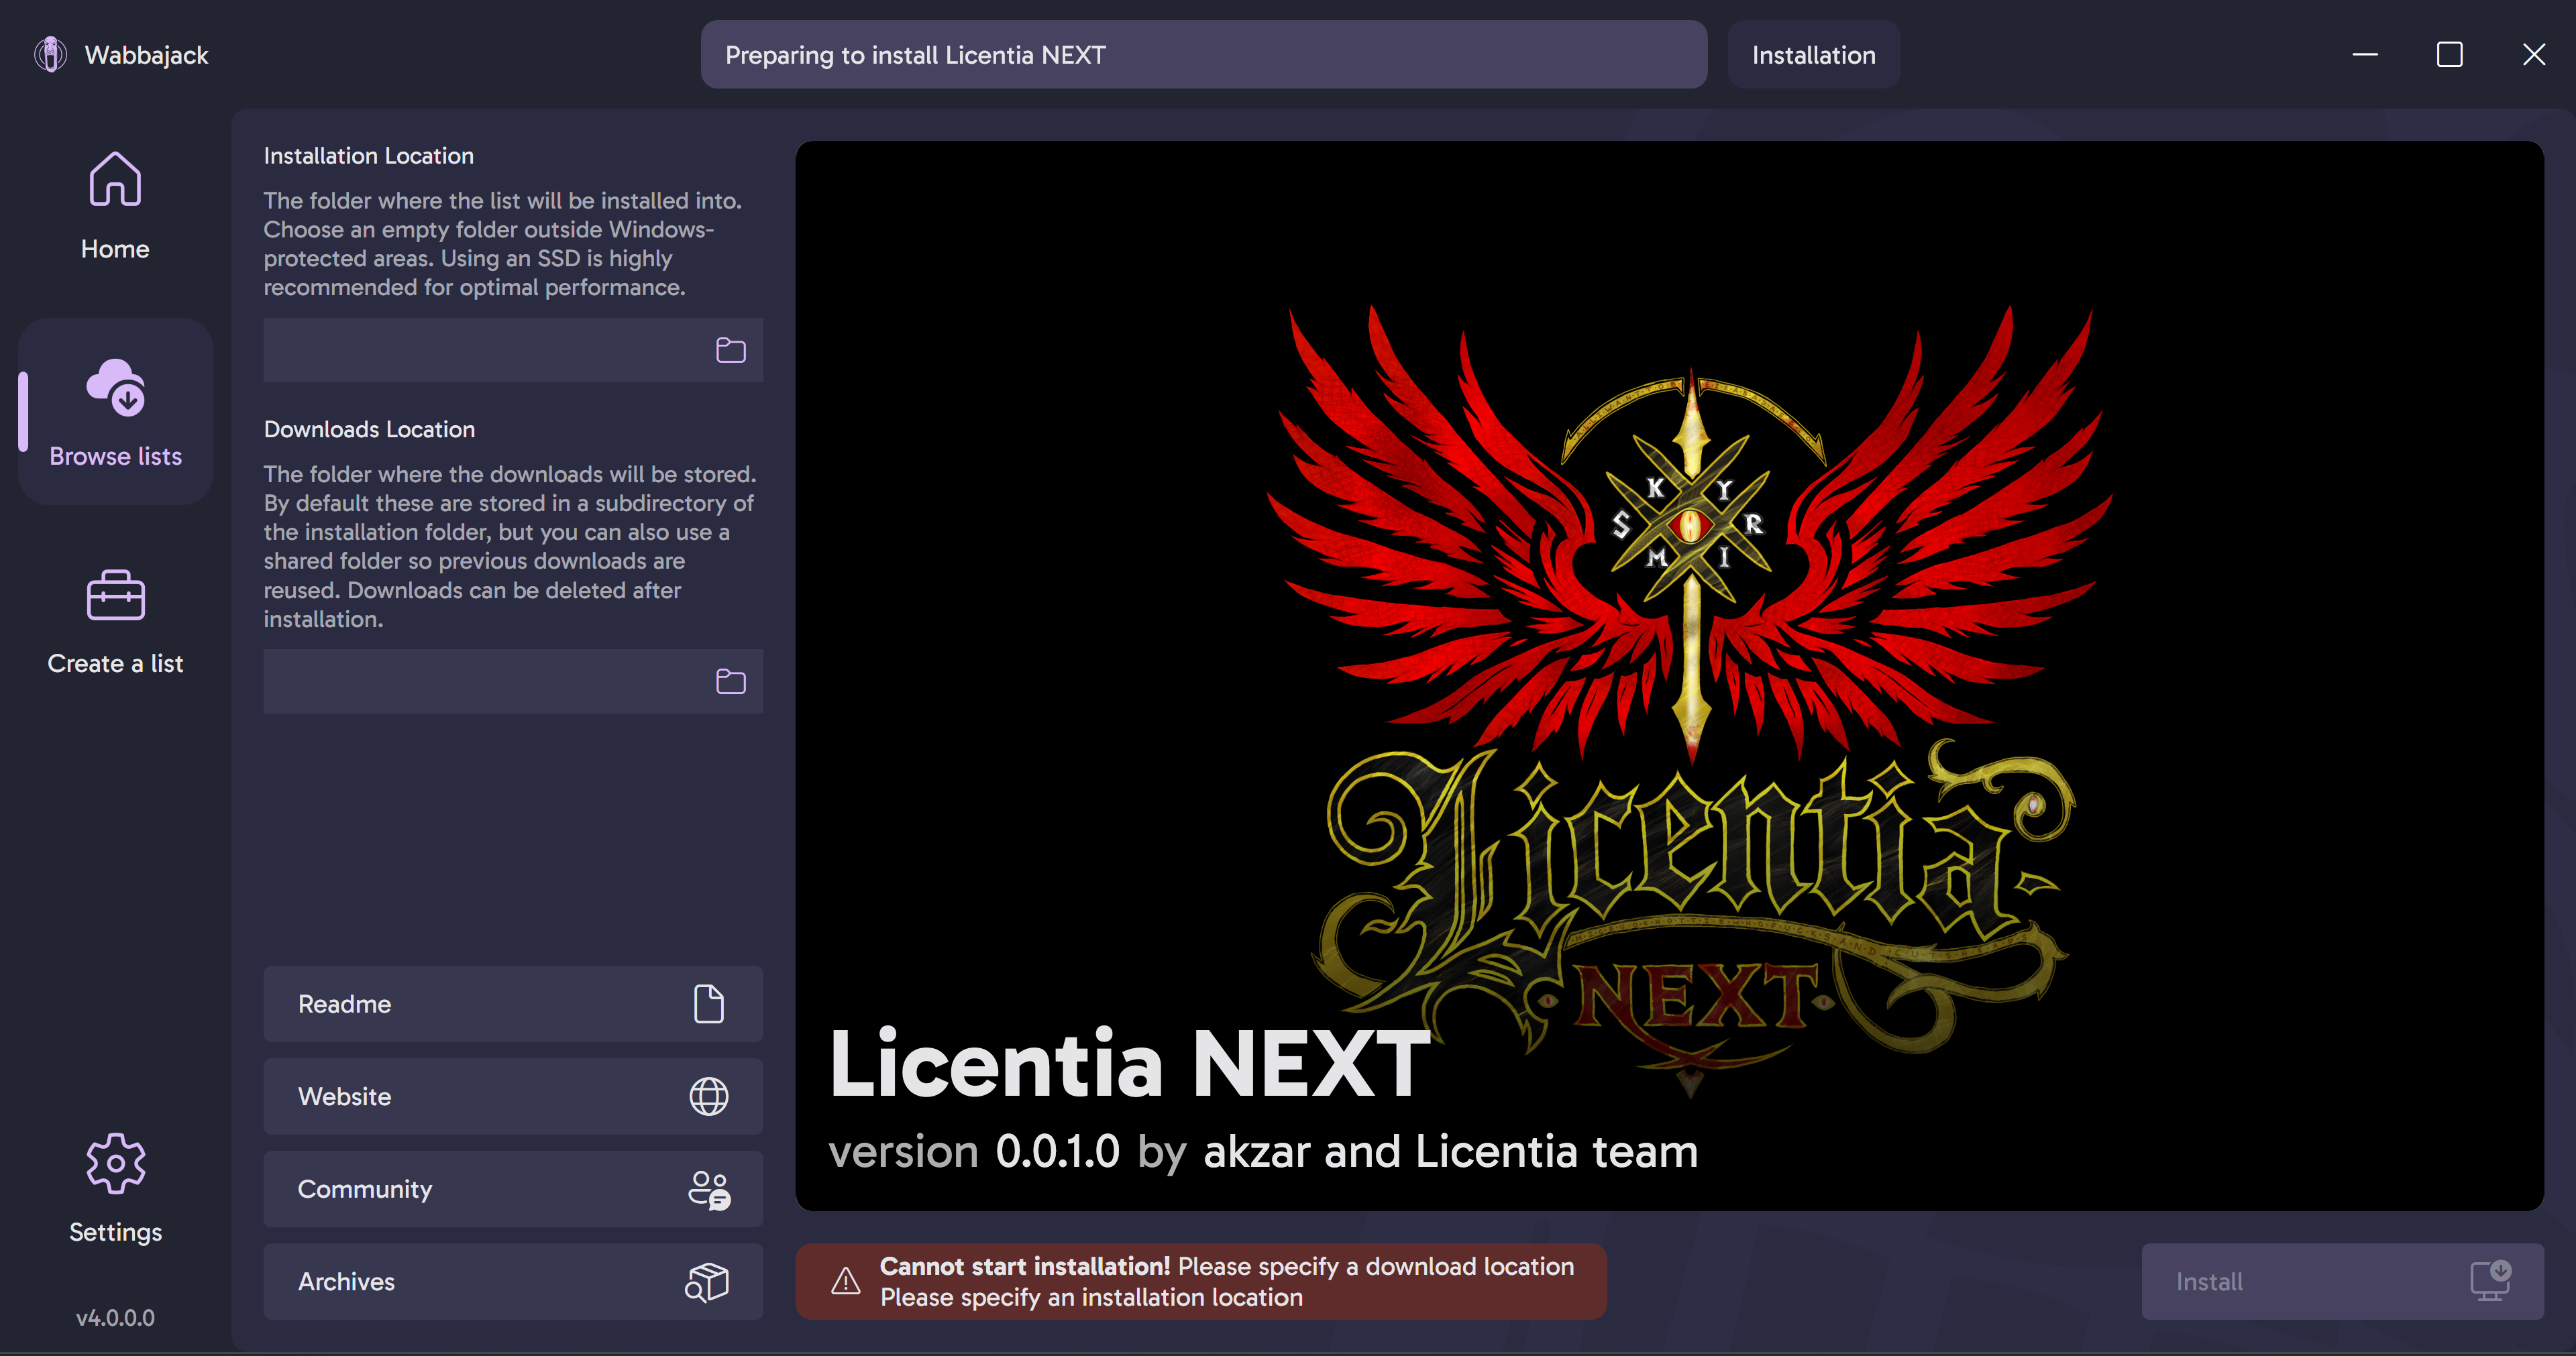 Wabbajack
Preparing to install Licentia NEXT
Installation
Home
Browse lists
Create a list
Settings
v4.0.0.0
Installation Location
The folder where the list will be installed into.
Choose an empty folder outside Windows-
protected areas. Using an SSD is highly
recommended for optimal performance.
Downloads Location
The folder where the downloads will be stored.
By default these are stored in a subdirectory of
the installation folder, but you can also use a
shared folder so previous downloads are
reused. Downloads can be deleted after
installation.
Readme
Website
Community
Archives
K Y
S R
M I
Licentia
NEXT
Licentia NEXT
version 0.0.1.0 by akzar and Licentia team
Cannot start installation! Please specify a download location
Please specify an installation location
Install